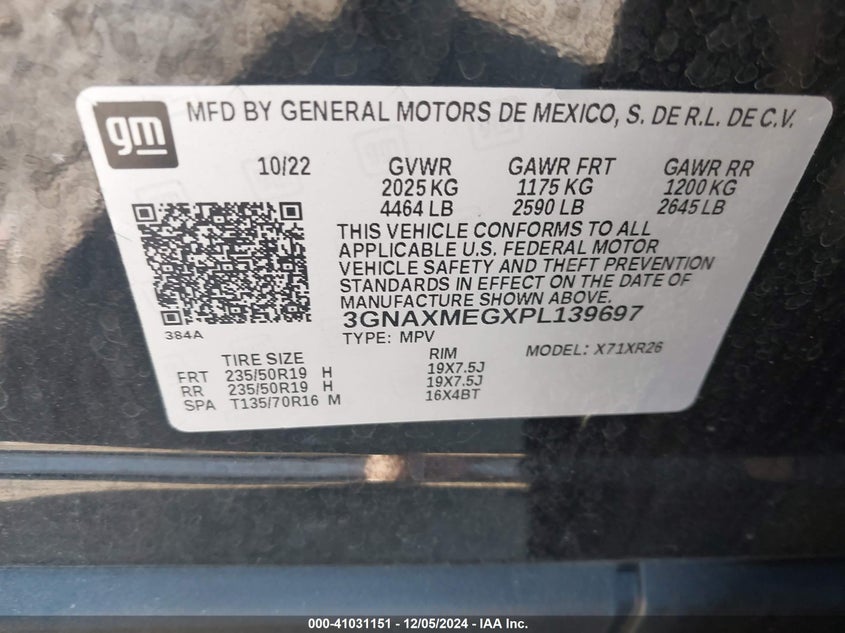 gm
MFD BY GENERAL MOTORS DE MEXICO, S. DE R.L. DE C.V.
10/22 GVWR GAWR FRT GAWR RR
2025 KG 1175 KG 1200 KG
4464 LB 2590 LB 2645 LB
THIS VEHICLE CONFORMS TO ALL
APPLICABLE U.S. FEDERAL MOTOR
VEHICLE SAFETY AND THEFT PREVENTION
STANDARDS IN EFFECT ON THE DATE OF
MANUFACTURE SHOWN ABOVE.
3GNAXMEGXPL139697
384A
TYPE: MPV MODEL: X71XR26
TIRE SIZE RIM
FRT 235/50R19 H 19X7.5J
RR 235/50R19 H 19X7.5J
SPA T135/70R16 M 16X4BT
000-41031151 - 12/05/2024 - IAA Inc.